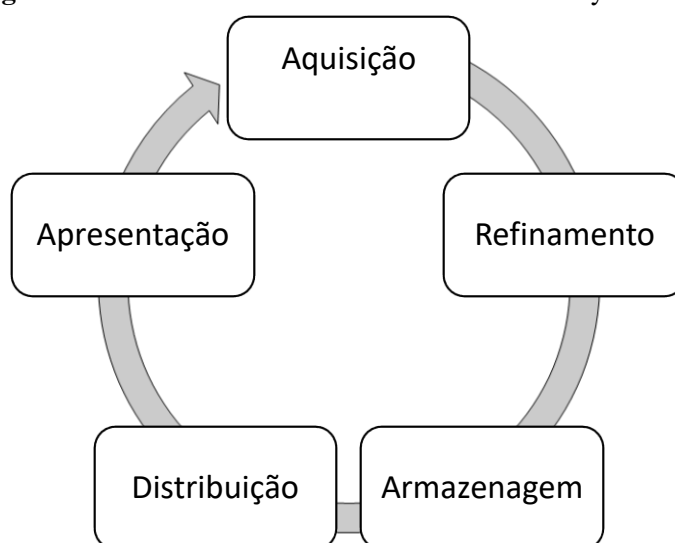 Aquisição
Refinamento
Armazenagem
Distribuição
Apresentação